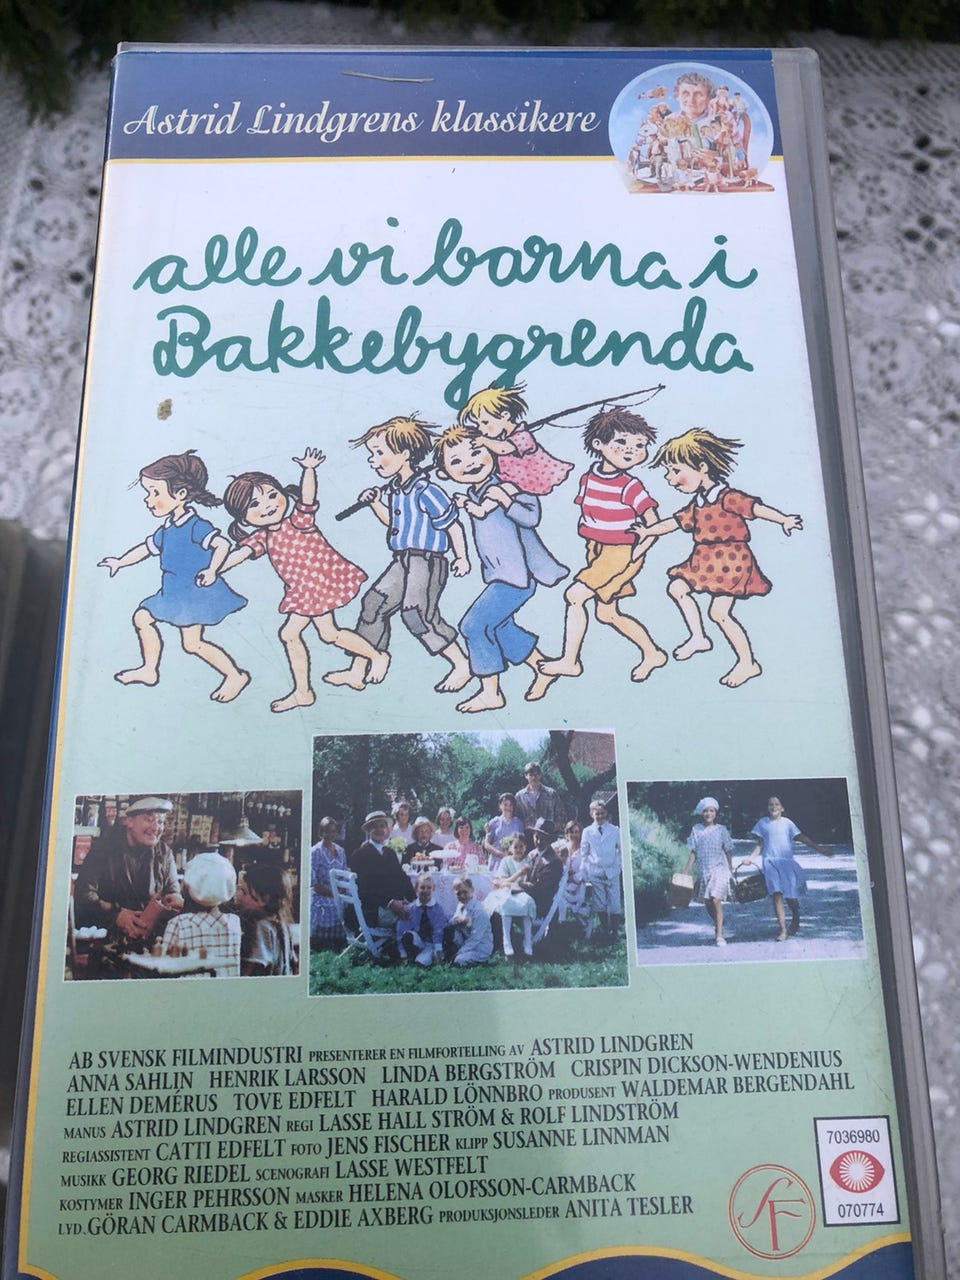 Astrid Lindgrens klassikere
alle vi barna i
Bakkebygrenda
AB SVENSK FILMINDUSTRI PRESENTERER EN FILMFORTELLING AV ASTRID LINDGREN
ANNA SAHLIN HENRIK LARSSON LINDA BERGSTRÖM CRISPIN DICKSON-WENDENIUS
ELLEN DEMÉRUS TOVE EDFELT HARALD LÖNNBRO PRODUSENT WALDEMAR BERGENDAHL
MANUS ASTRID LINDGREN REGI LASSE HALL STRÖM & ROLF LINDSTRÖM
REGIASSISTENT CATTI EDFELT FOTO JENS FISCHER KLIPP SUSANNE LINNMAN
MUSIKK GEORG RIEDEL SCENOGRAFI LASSE WESTFELT
KOSTYMER INGER PEHRSSON MASKER HELENA OLOFSSON-CARMBACK
LYD GÖRAN CARMBACK & EDDIE AXBERG PRODUKSJONSLEDER ANITA TESLER
SF
7036980
070774